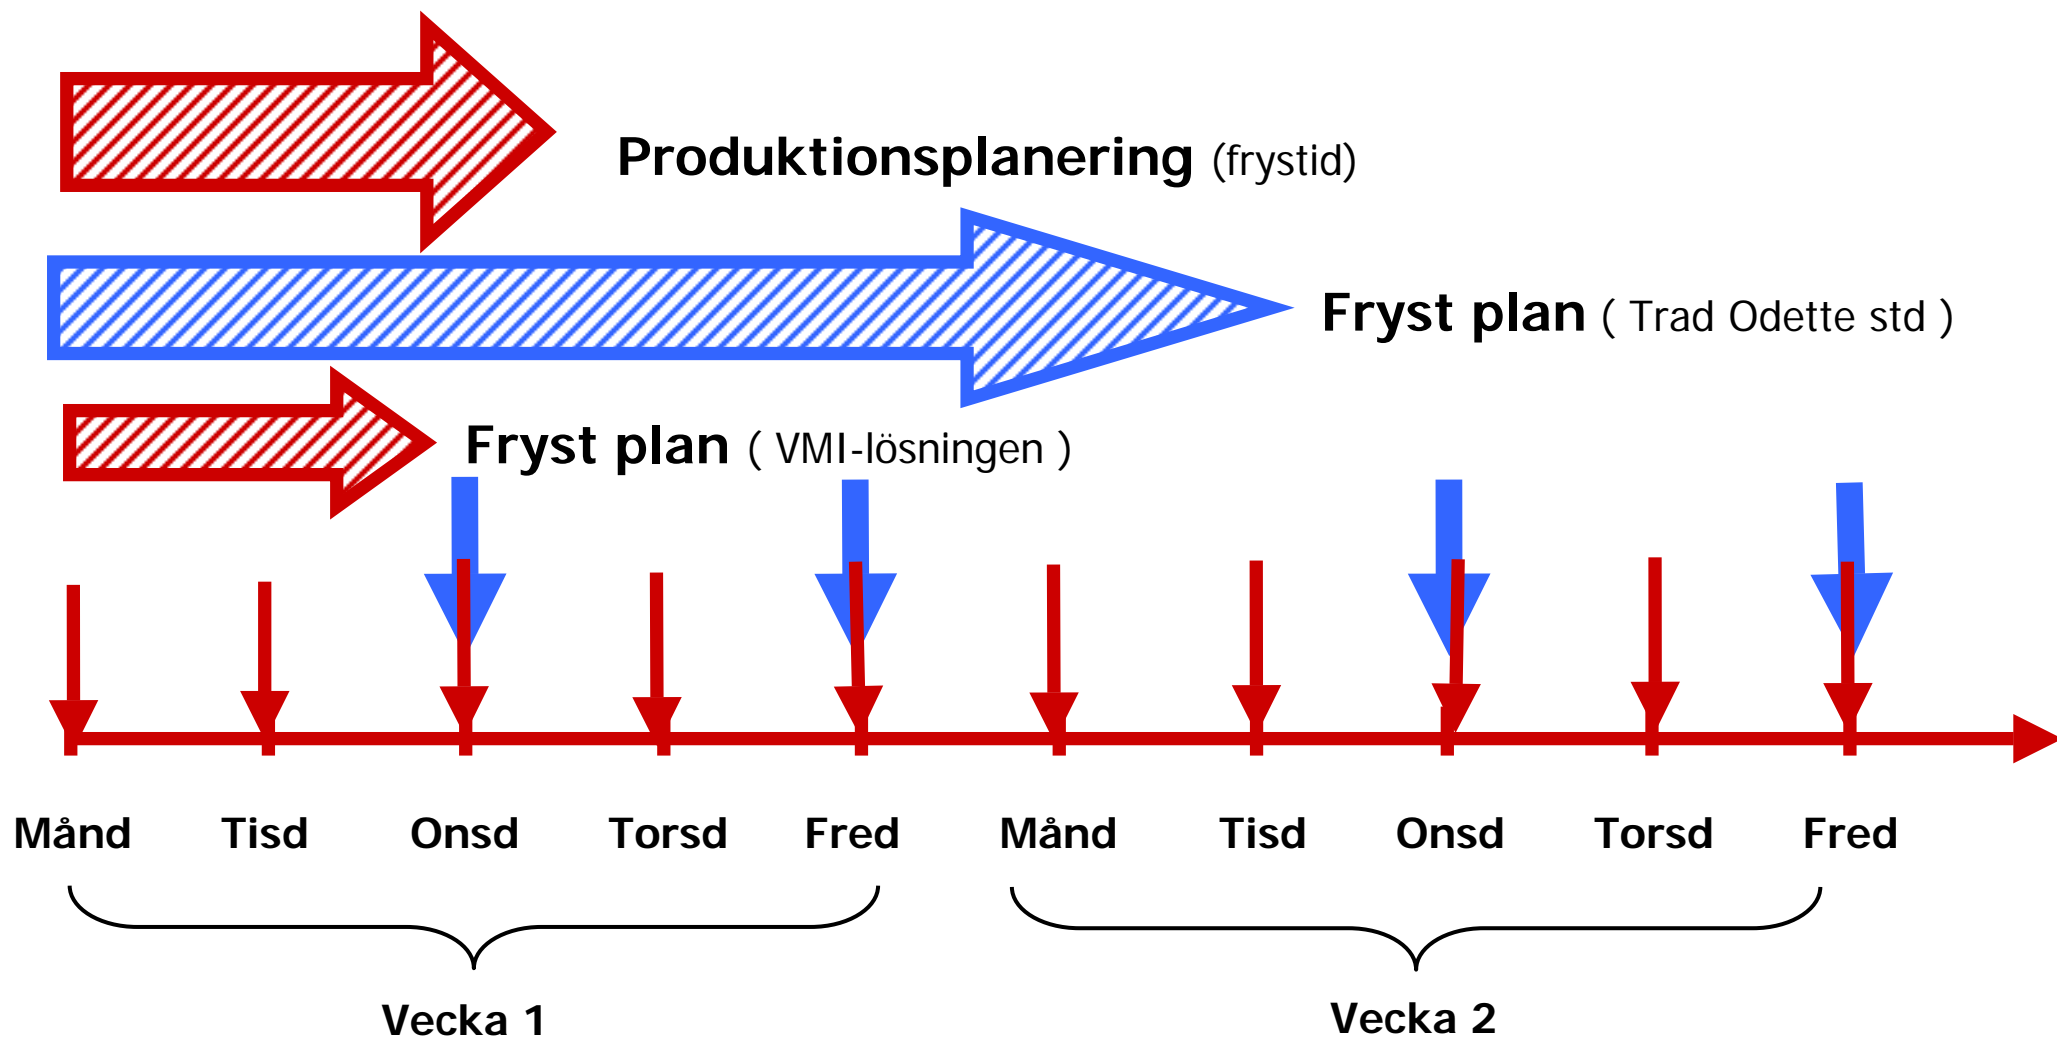 Produktionsplanering (frystid)
Fryst plan ( Trad Odette std )
Fryst plan ( VMI-lösningen )
Månd Tisd Onsd Torsd Fred Månd Tisd Onsd Torsd Fred
Vecka 1 Vecka 2